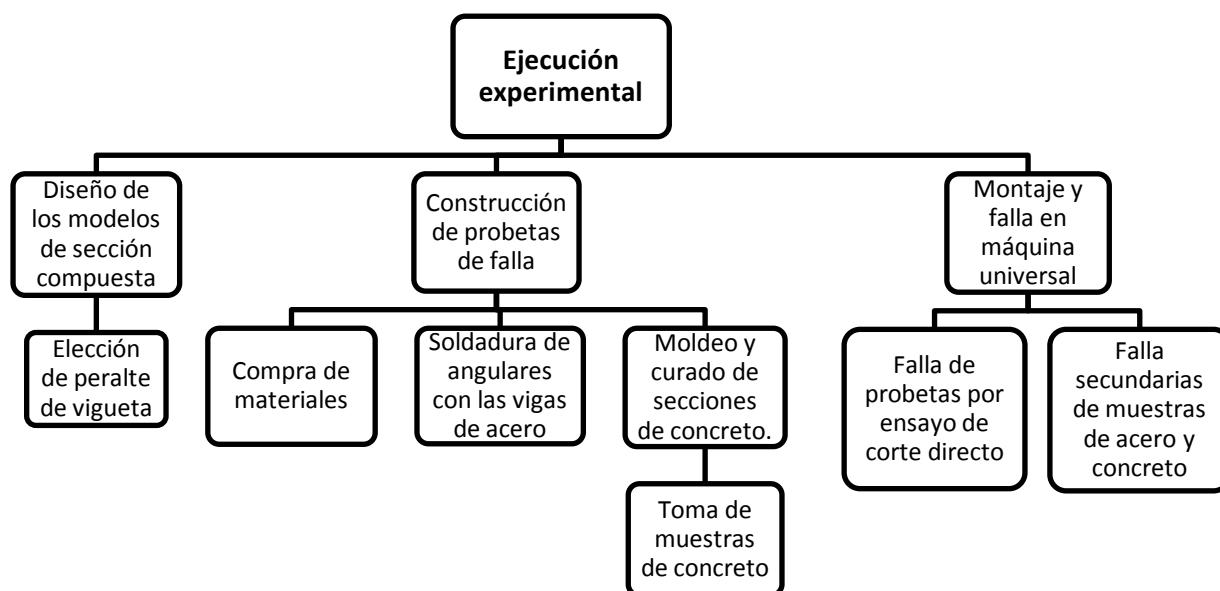 Ejecución
experimental
Diseño de
los modelos
de sección
compuesta
Construcción
de probetas
de falla
Montaje y
falla en
máquina
universal
Elección
de peralte
de vigueta
Compra de
materiales
Soldadura de
angulares
con las vigas
de acero
Moldeo y
curado de
secciones
de concreto.
Falla de
probetas por
ensayo de
corte directo
Falla
secundarias
de muestras
de acero y
concreto
Toma de
muestras
de concreto